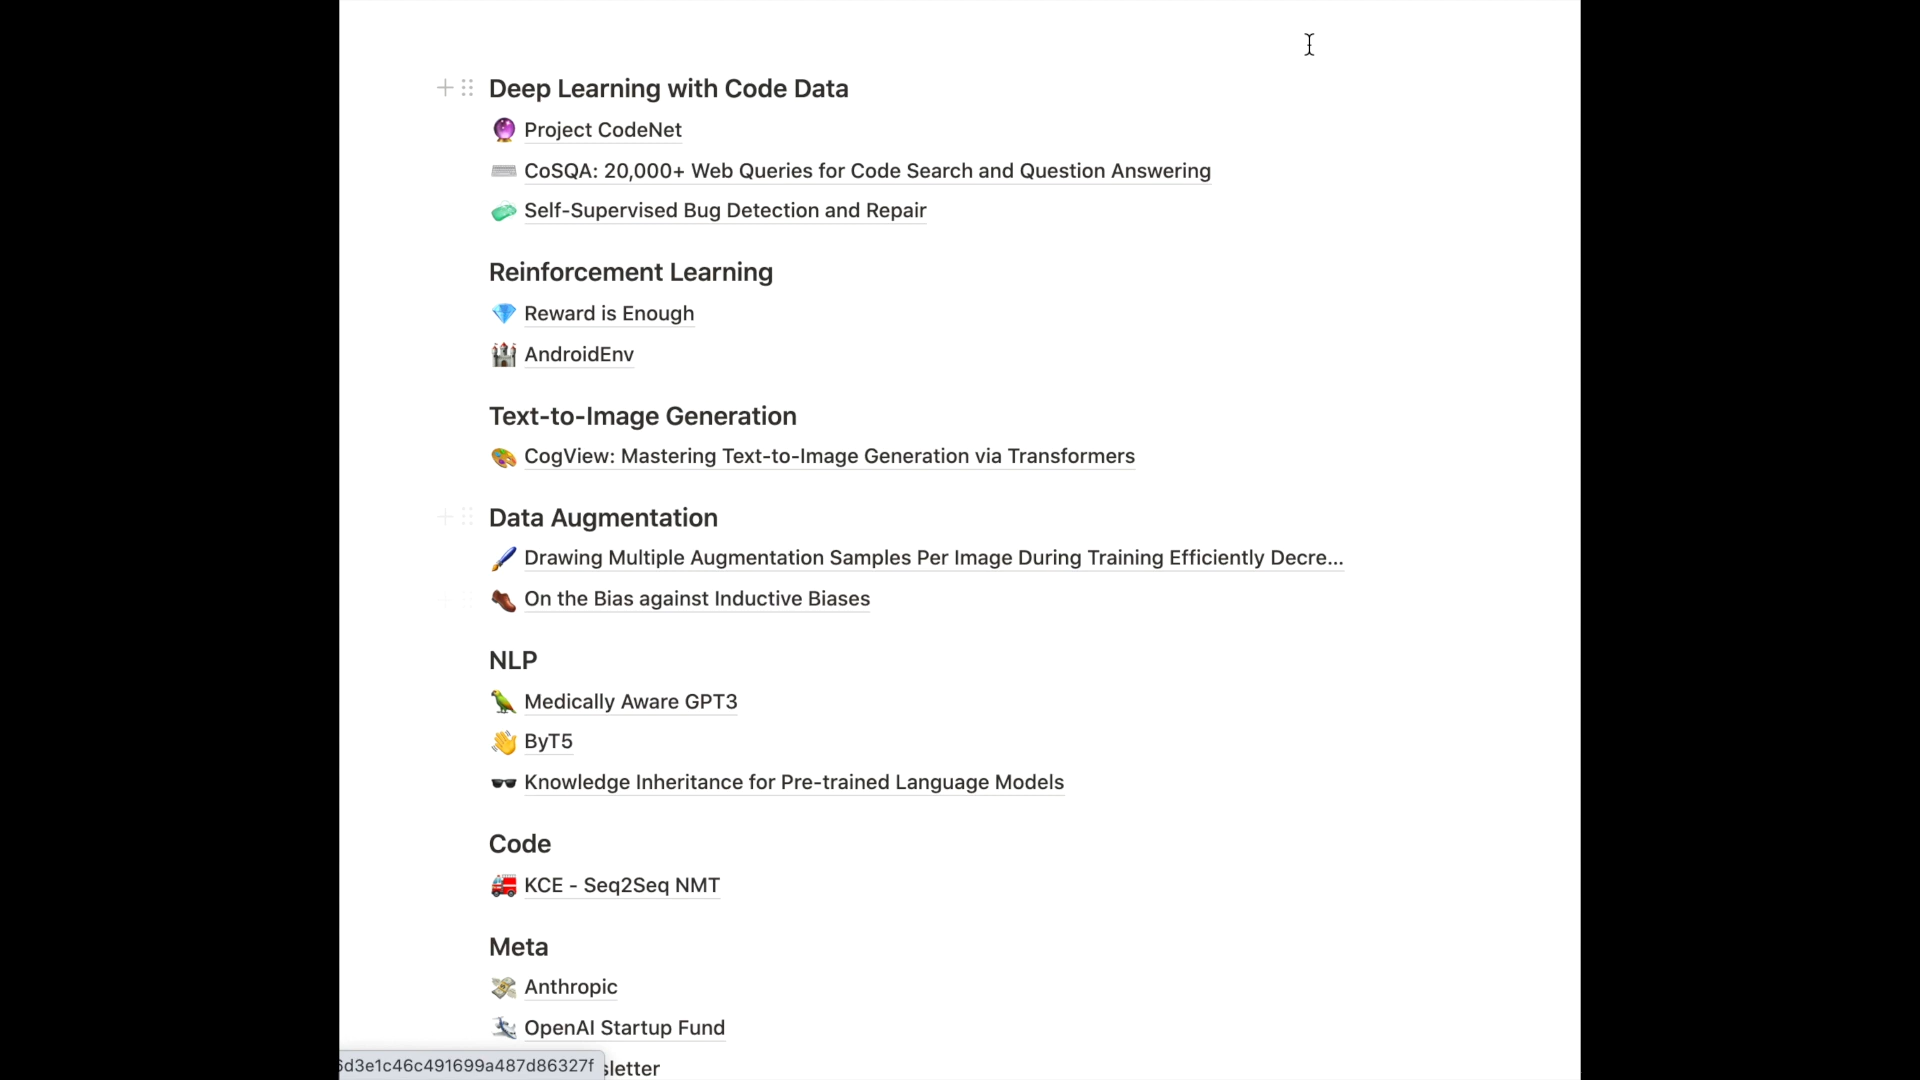 Deep Learning with Code Data
Project CodeNet
CoSQA: 20,000+ Web Queries for Code Search and Question Answering
Self-Supervised Bug Detection and Repair
Reinforcement Learning
Reward is Enough
AndroidEnv
Text-to-Image Generation
CogView: Mastering Text-to-Image Generation via Transformers
Data Augmentation
Drawing Multiple Augmentation Samples Per Image During Training Efficiently Decre...
On the Bias against Inductive Biases
NLP
Medically Aware GPT3
ByT5
Knowledge Inheritance for Pre-trained Language Models
Code
KCE - Seq2Seq NMT
Meta
Anthropic
OpenAI Startup Fund
d3e1c46c491699a487d86327f
sletter